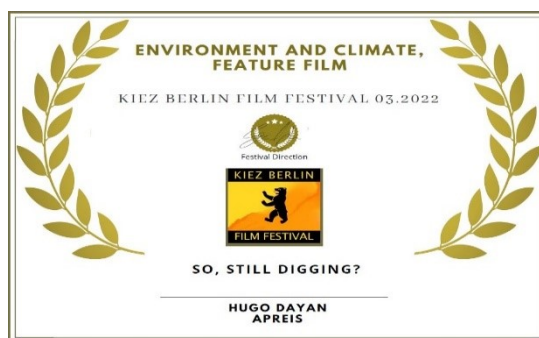 ENVIRONMENT AND CLIMATE,
FEATURE FILM
KIEZ BERLIN FILM FESTIVAL 03.2022
Festival Direction
KIEZ BERLIN
FILM FESTIVAL
SO, STILL DIGGING?
HUGO DAYAN
APREIS